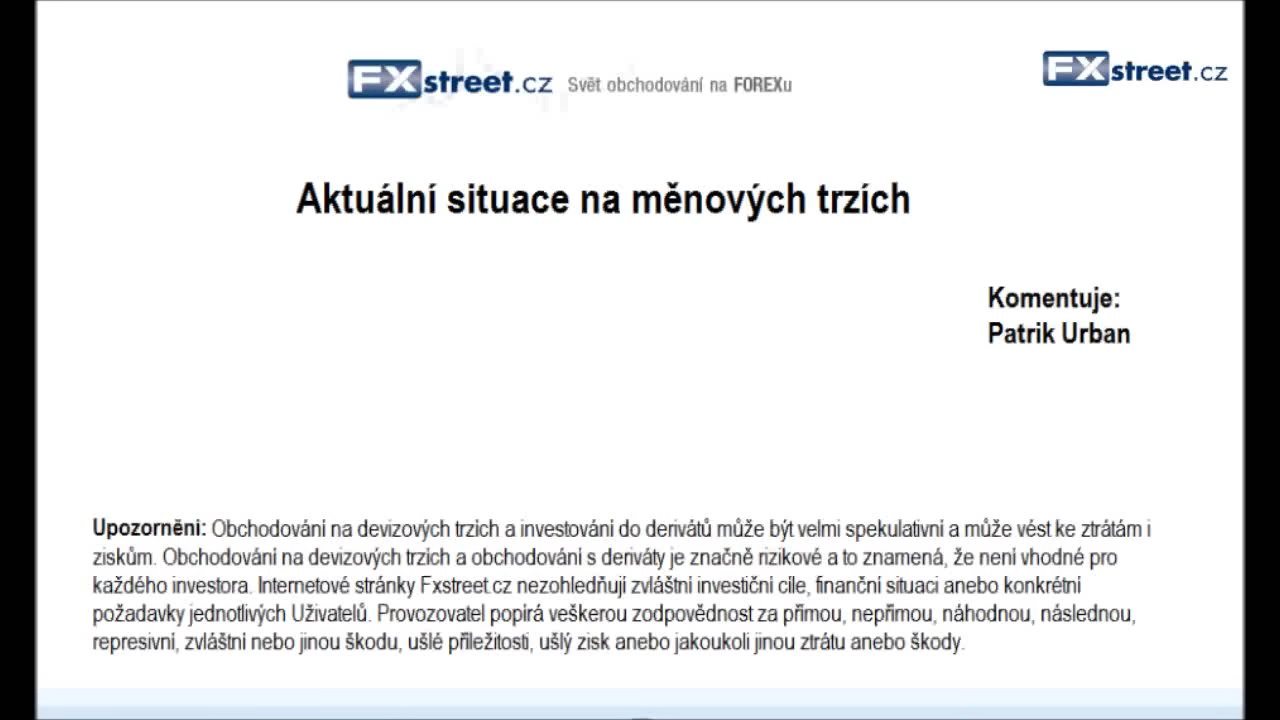 FXstreet.cz Svět obchodování na FOREXu
FXstreet.cz
Aktuální situace na měnových trzích
Komentuje:
Patrik Urban
Upozornění: Obchodování na devizových trzích a investování do derivátů může být velmi spekulativní a může vést ke ztrátám i
ziskům. Obchodování na devizových trzích a obchodování s deriváty je značně rizikové a to znamená, že není vhodné pro
každého investora. Internetové stránky Fxstreet.cz nezohledňují zvláštní investiční cíle, finanční situaci anebo konkrétní
požadavky jednotlivých Uživatelů. Provozovatel popírá veškerou zodpovědnost za přímou, nepřímou, náhodnou, následnou,
represivní, zvláštní nebo jinou škodu, ušlé příležitosti, ušlý zisk anebo jakoukoli jinou ztrátu anebo škody.